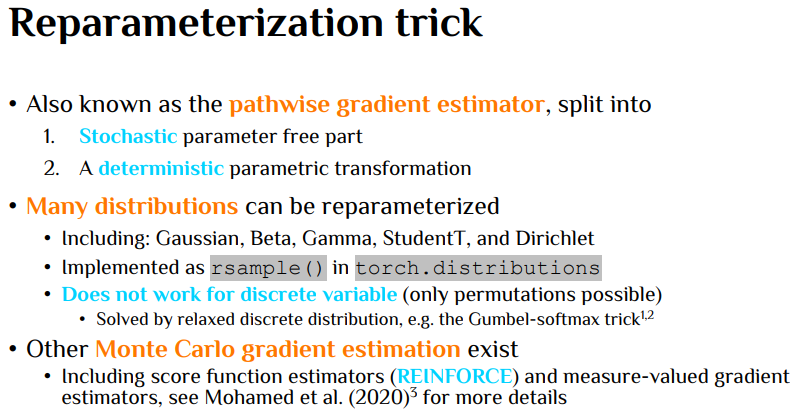 Reparameterization trick
• Also known as the pathwise gradient estimator, split into
1. Stochastic parameter free part
2. A deterministic parametric transformation
• Many distributions can be reparameterized
• Including: Gaussian, Beta, Gamma, StudentT, and Dirichlet
• Implemented as rsample() in torch.distributions
• Does not work for discrete variable (only permutations possible)
• Solved by relaxed discrete distribution, e.g. the Gumbel-softmax trick1,2
• Other Monte Carlo gradient estimation exist
• Including score function estimators (REINFORCE) and measure-valued gradient
estimators, see Mohamed et al. (2020)3 for more details